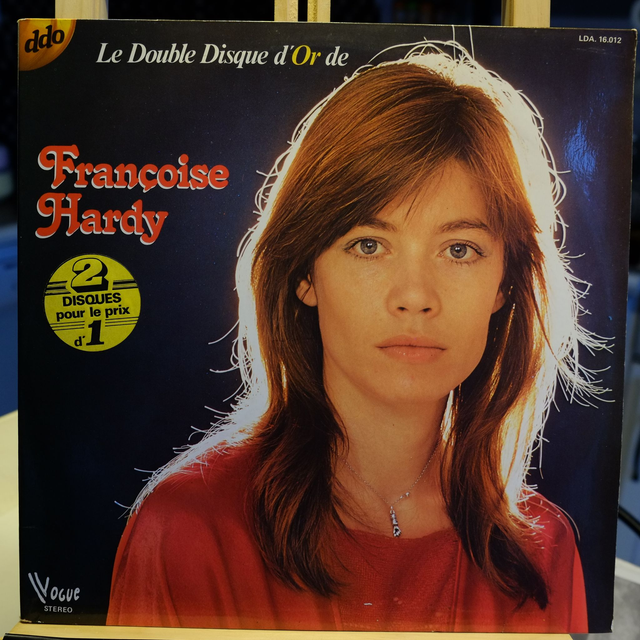 ddo
Le Double Disque d'Or de
LDA. 16.012
Françoise
Hardy
2
DISQUES
pour le prix
d'1
VOGUE
STEREO